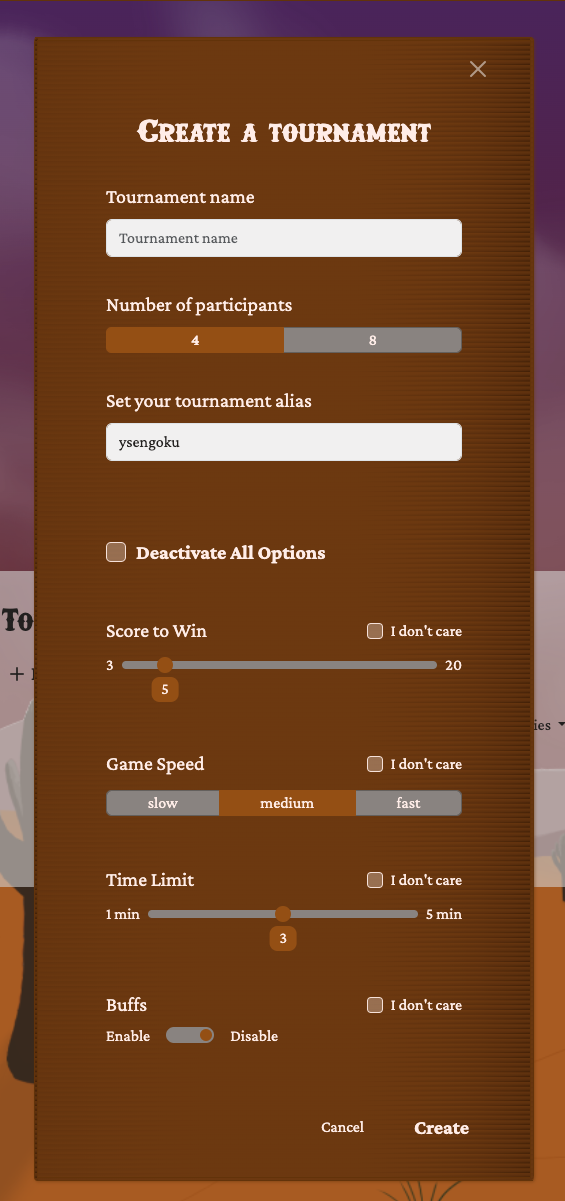 Create a tournament
Tournament name
Tournament name
Number of participants
4 8
Set your tournament alias
ysengoku
Deactivate All Options
To
Score to Win I don't care
3 20
5
ies
Game Speed I don't care
slow medium fast
Time Limit I don't care
1 min 5 min
3
Buffs I don't care
Enable Disable
Cancel Create